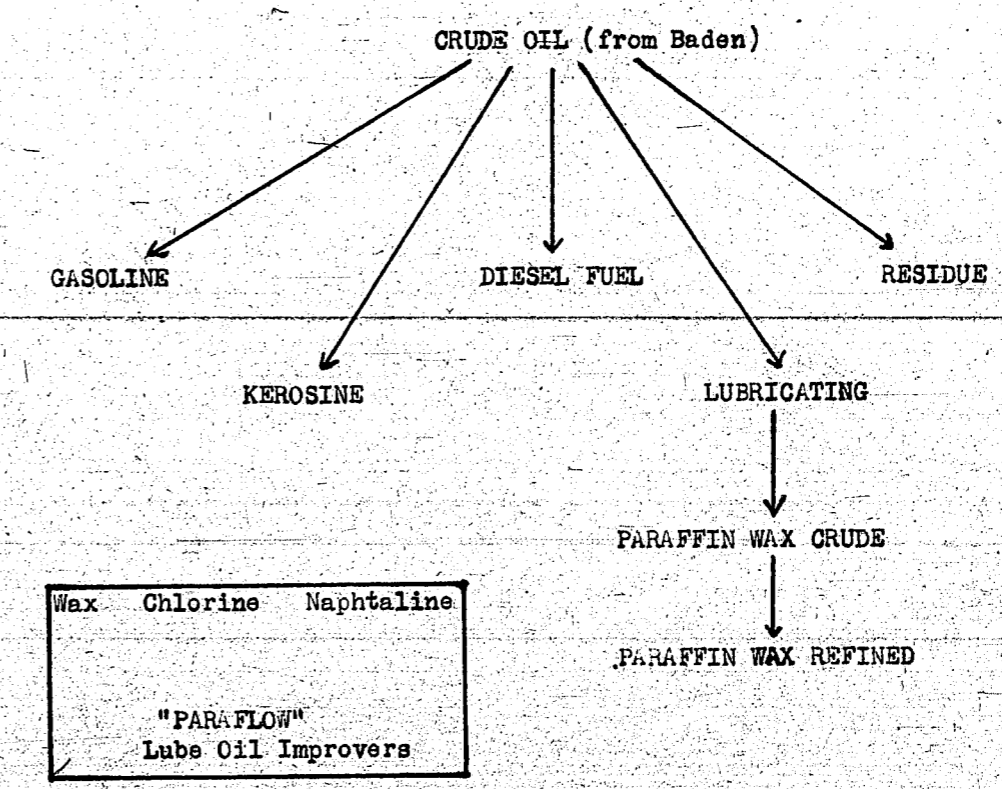 CRUDE OIL (from Baden)
GASOLINE DIESEL FUEL RESIDUE
KEROSINE LUBRICATING
PARAFFIN WAX CRUDE
Wax Chlorine Naphtaline
PARAFFIN WAX REFINED
"PARAFLOW"
Lube Oil Improvers